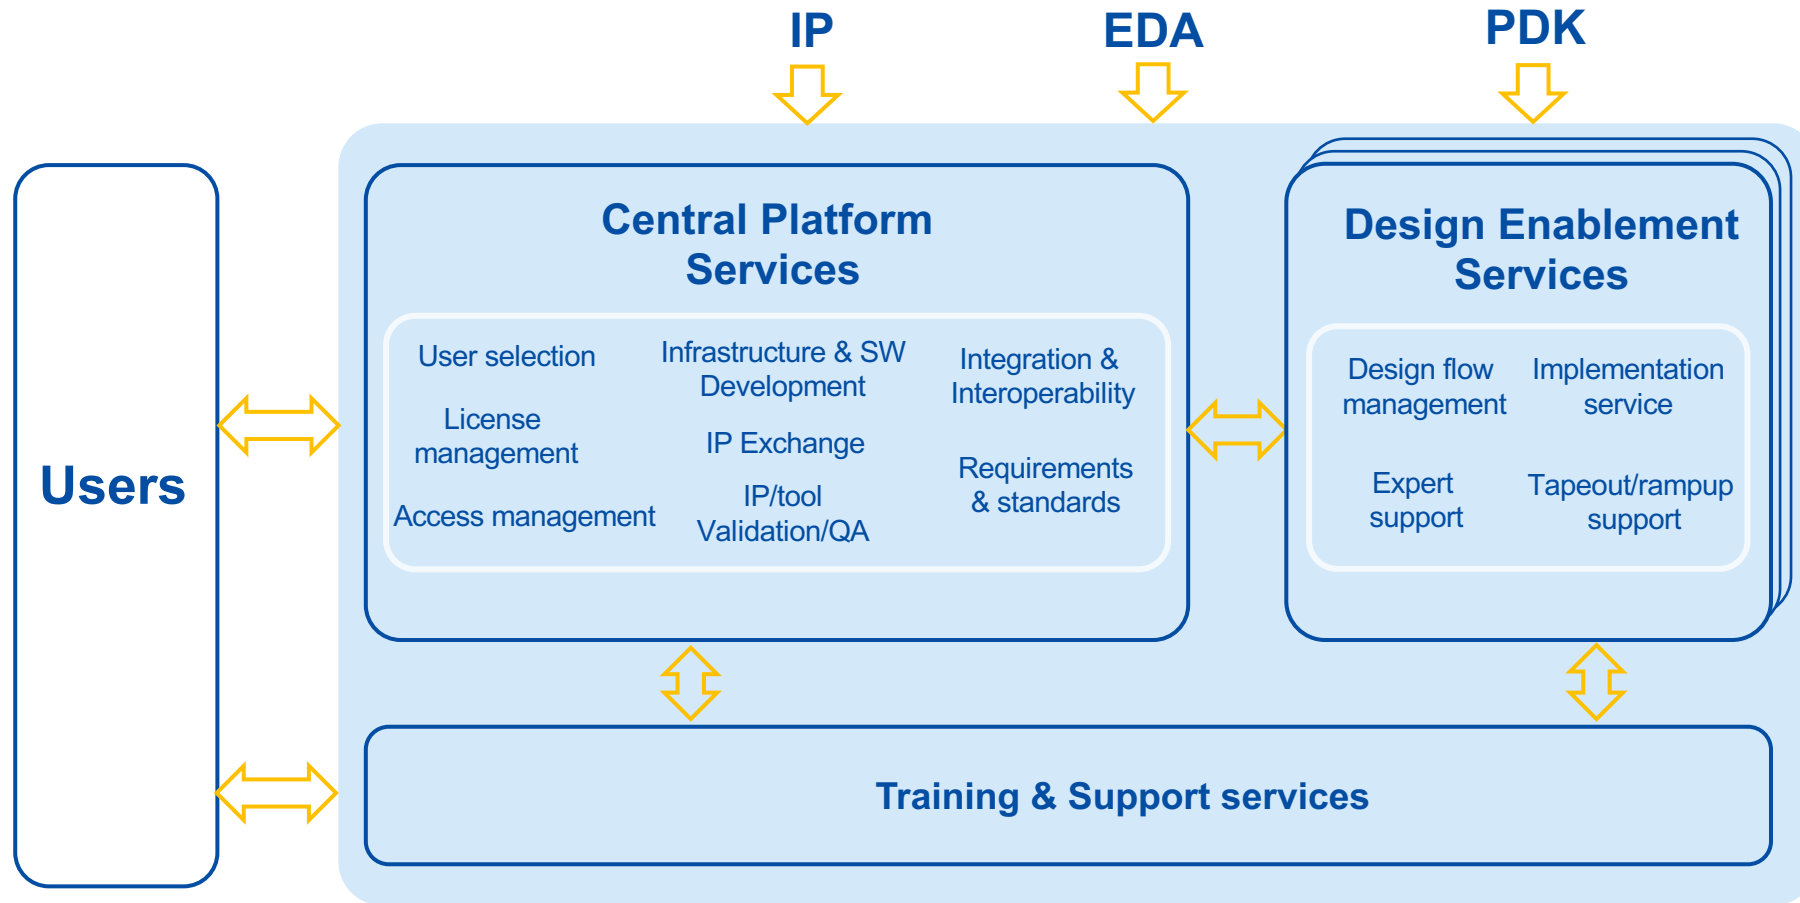 IP
EDA
PDK
Users
Central Platform
Services
User selection
License
management
Access management
Infrastructure & SW
Development
IP Exchange
IP/tool
Validation/QA
Integration &
Interoperability
Requirements
& standards
Design Enablement
Services
Design flow
management
Implementation
service
Expert
support
Tapeout/rampup
support
Training & Support services